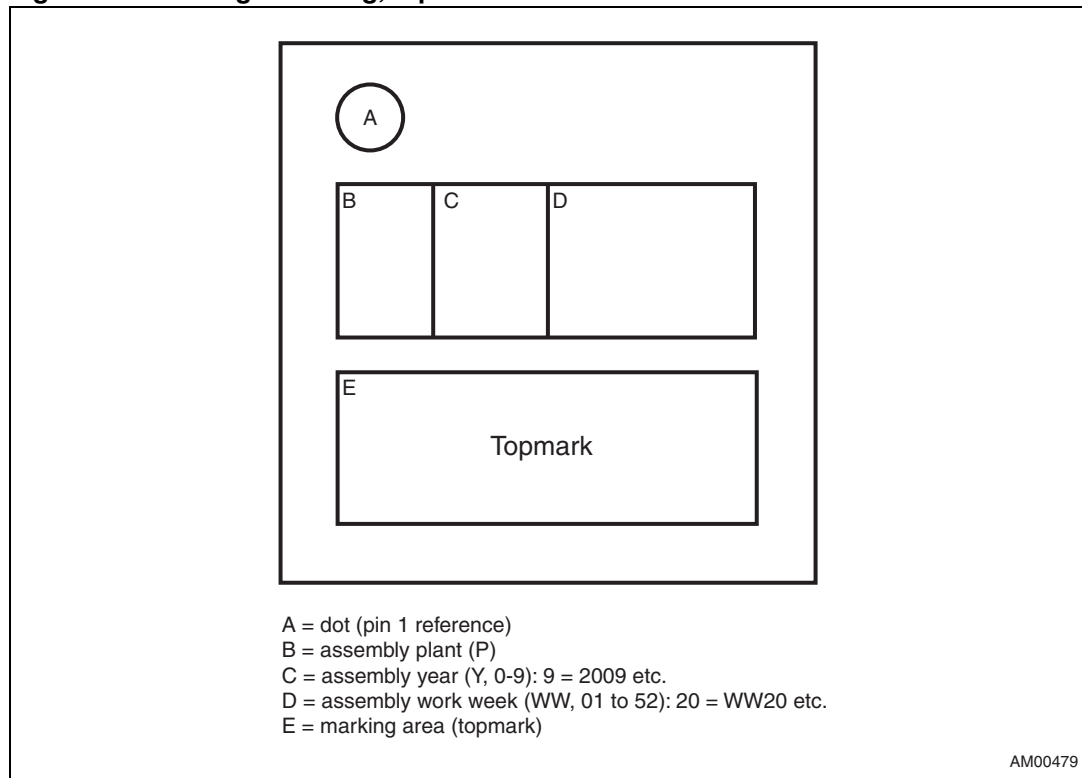 A
B C D
E
Topmark
A = dot (pin 1 reference)
B = assembly plant (P)
C = assembly year (Y, 0-9): 9 = 2009 etc.
D = assembly work week (WW, 01 to 52): 20 = WW20 etc.
E = marking area (topmark)
AM00479